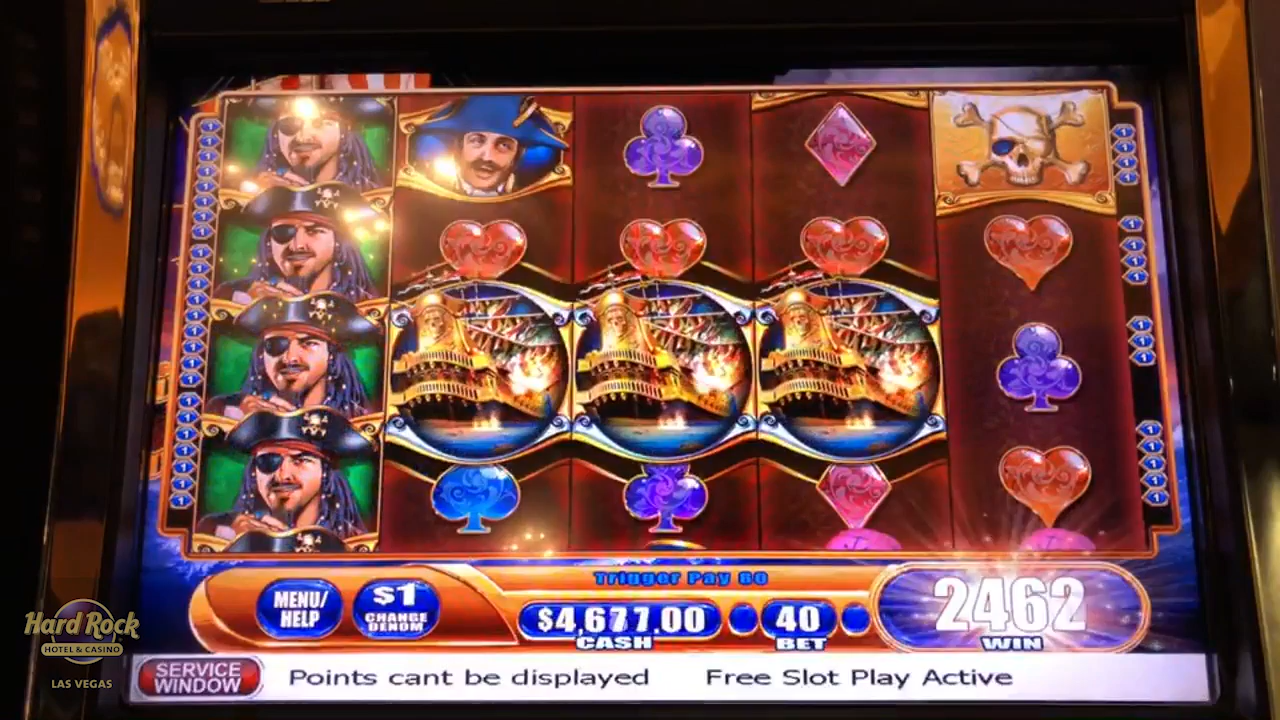 Trigger Pay 80
MENU/
HELP
$1
CHANGE
DENOM
$4,677.00
CASH
40
BET
2462
WIN
SERVICE
WINDOW
Points cant be displayed
Free Slot Play Active
Hard Rock
HOTEL & CASINO
LAS VEGAS